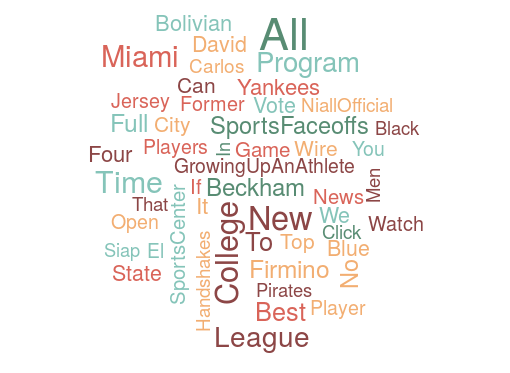 Bolivian
All
David
Miami
Carlos
Program
Can
Yankees
Jersey
Former
Vote
NiallOfficial
Full
City
SportsFaceoffs
Black
Four
Players
In
Game
Wire
You
GrowingUpAnAthlete
Time
If
Beckham
Men
That
It
News
SportsCenter
College
New
We
Open
Click
Watch
Siap
El
To
Top
Blue
State
Handshakes
Firmino
No
Pirates
Best
Player
League